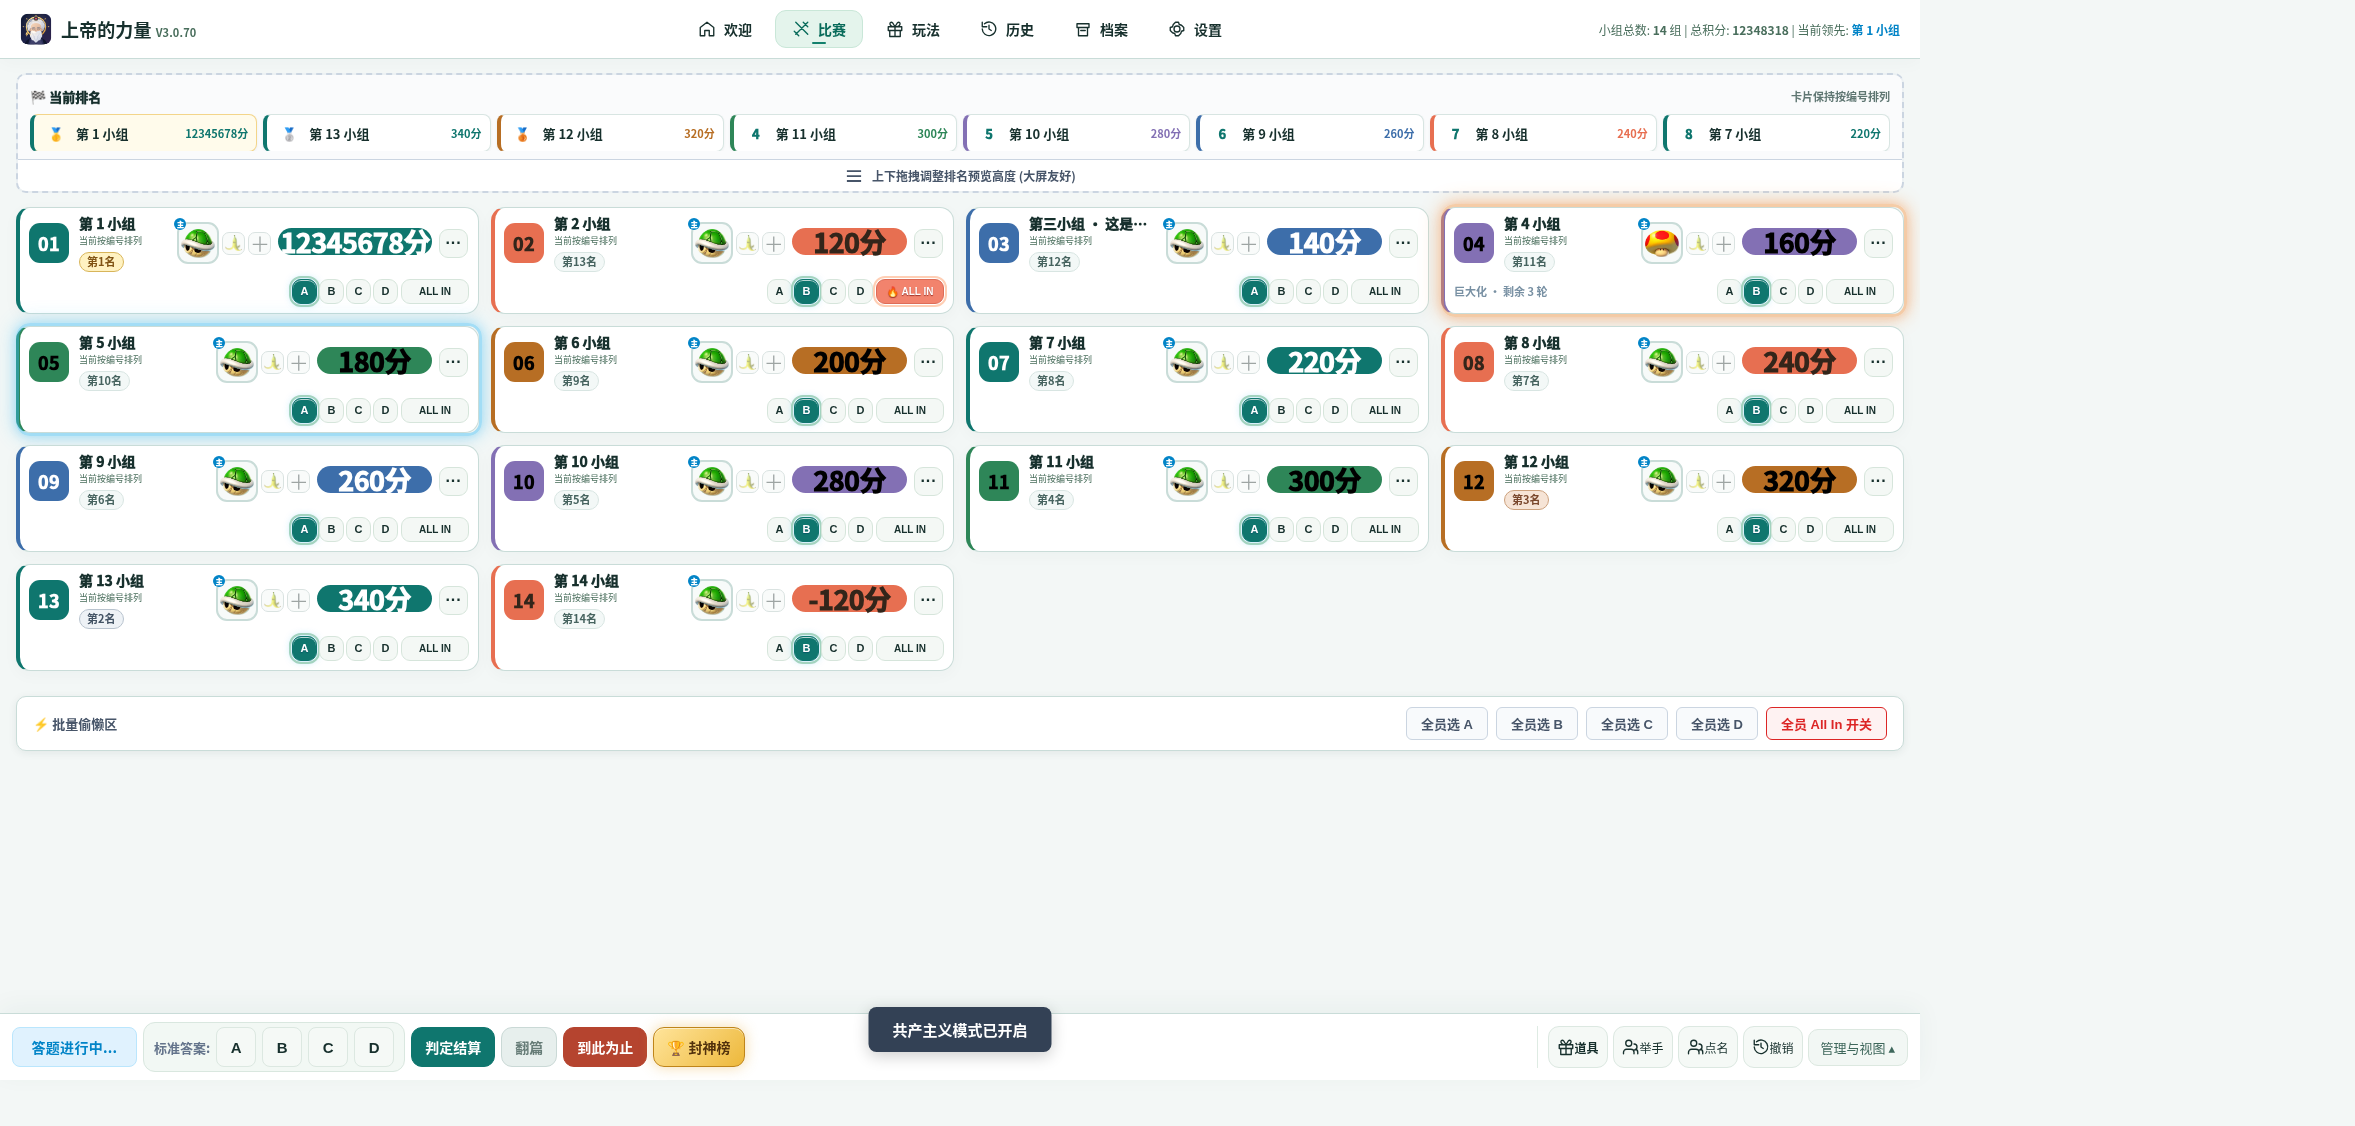 上帝的力量 V3.0.70
欢迎 比赛 玩法 历史 档案 设置
小组总数: 14 组 | 总积分: 12348318 | 当前领先: 第 1 小组
当前排名
卡片保持按编号排列
第 1 小组 12345678分
第 13 小组 340分
第 12 小组 320分
4 第 11 小组 300分
5 第 10 小组 280分
6 第 9 小组 260分
7 第 8 小组 240分
8 第 7 小组 220分
上下拖拽调整排名预览高度 (大屏友好)
01 第 1 小组 主 12345678分 ···
当前按编号排列
第1名
A B C D ALL IN
02 第 2 小组 主 120分 ···
当前按编号排列
第13名
A B C D ALL IN
03 第三小组 · 这是··· 主 140分 ···
当前按编号排列
第12名
A B C D ALL IN
04 第 4 小组 主 160分 ···
当前按编号排列
第11名
巨大化 · 剩余 3 轮 A B C D ALL IN
05 第 5 小组 主 180分 ···
当前按编号排列
第10名
A B C D ALL IN
06 第 6 小组 主 200分 ···
当前按编号排列
第9名
A B C D ALL IN
07 第 7 小组 主 220分 ···
当前按编号排列
第8名
A B C D ALL IN
08 第 8 小组 主 240分 ···
当前按编号排列
第7名
A B C D ALL IN
09 第 9 小组 主 260分 ···
当前按编号排列
第6名
A B C D ALL IN
10 第 10 小组 主 280分 ···
当前按编号排列
第5名
A B C D ALL IN
11 第 11 小组 主 300分 ···
当前按编号排列
第4名
A B C D ALL IN
12 第 12 小组 主 320分 ···
当前按编号排列
第3名
A B C D ALL IN
13 第 13 小组 主 340分 ···
当前按编号排列
第2名
A B C D ALL IN
14 第 14 小组 主 -120分 ···
当前按编号排列
第14名
A B C D ALL IN
批量偷懒区
全员选 A 全员选 B 全员选 C 全员选 D 全员 All In 开关
共产主义模式已开启
答题进行中... 标准答案: A B C D 判定结算 翻篇 到此为止 封神榜
道具 举手 点名 撤销 管理与视图 ▴